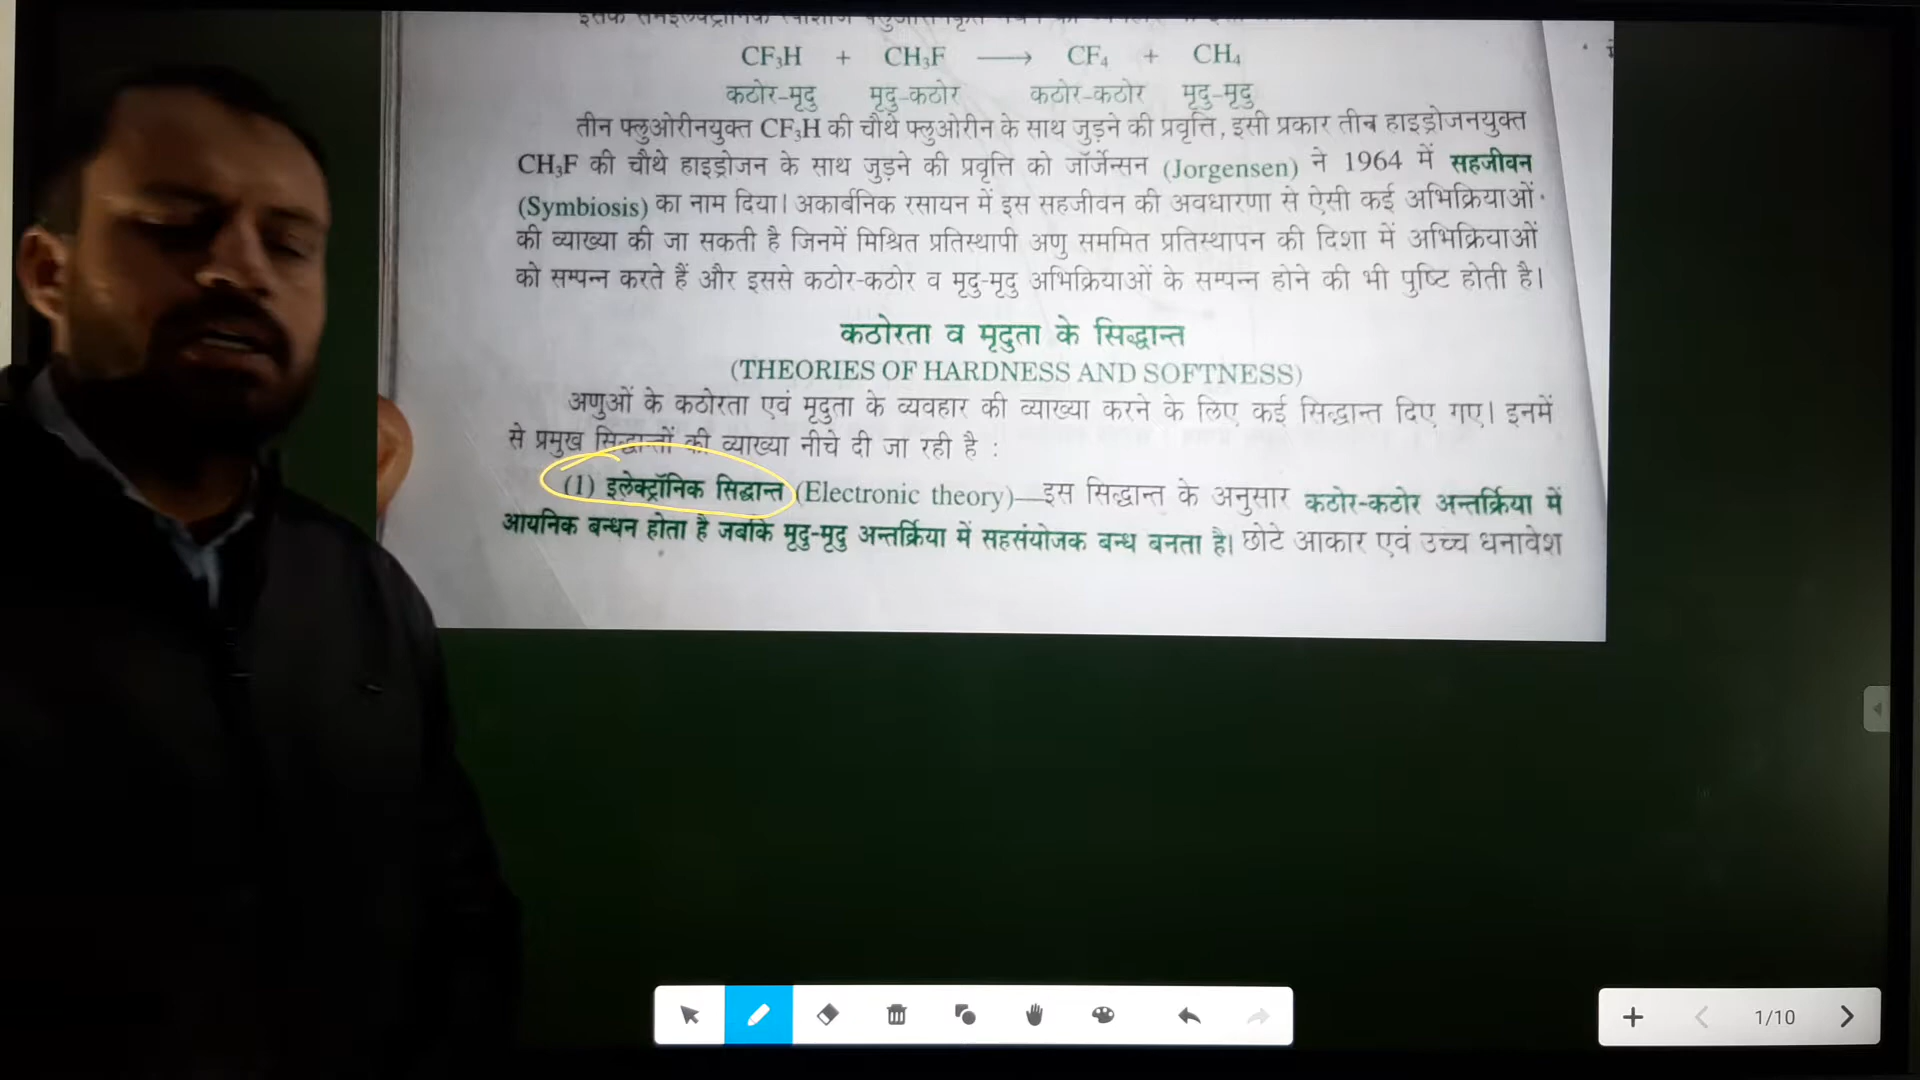 CF₃H + CH₃F ⟶ CF₄ + CH₄
कठोर-मृदु मृदु-कठोर कठोर-कठोर मृदु-मृदु
तीन फ्लुओरीनयुक्त CF₃H की चौथे फ्लुओरीन के साथ जुड़ने की प्रवृत्ति, इसी प्रकार तीन हाइड्रोजनयुक्त
CH₃F की चौथे हाइड्रोजन के साथ जुड़ने की प्रवृत्ति को जॉर्जेन्सन (Jorgensen) ने 1964 में सहजीवन
(Symbiosis) का नाम दिया। अकार्बनिक रसायन में इस सहजीवन की अवधारणा से ऐसी कई अभिक्रियाओं
की व्याख्या की जा सकती है जिनमें मिश्रित प्रतिस्थापी अणु सममित प्रतिस्थापन की दिशा में अभिक्रियाओं
को सम्पन्न करते हैं और इससे कठोर-कठोर व मृदु-मृदु अभिक्रियाओं के सम्पन्न होने की भी पुष्टि होती है।
कठोरता व मृदुता के सिद्धान्त
(THEORIES OF HARDNESS AND SOFTNESS)
अणुओं के कठोरता एवं मृदुता के व्यवहार की व्याख्या करने के लिए कई सिद्धान्त दिए गए। इनमें
से प्रमुख सिद्धान्तों की व्याख्या नीचे दी जा रही है :
(1) इलेक्ट्रॉनिक सिद्धान्त (Electronic theory)—इस सिद्धान्त के अनुसार कठोर-कठोर अन्तर्क्रिया में
आयनिक बन्धन होता है जबकि मृदु-मृदु अन्तर्क्रिया में सहसंयोजक बन्ध बनता है। छोटे आकार एवं उच्च धनावेश
1/10